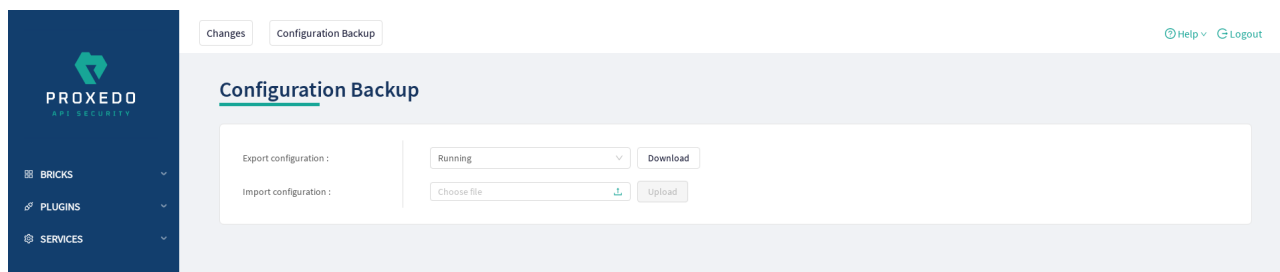 Changes
Configuration Backup
Help
Logout
PROXEDO
API SECURITY
BRICKS
PLUGINS
SERVICES
Configuration Backup
Export configuration :
Running
Download
Import configuration :
Choose file
Upload